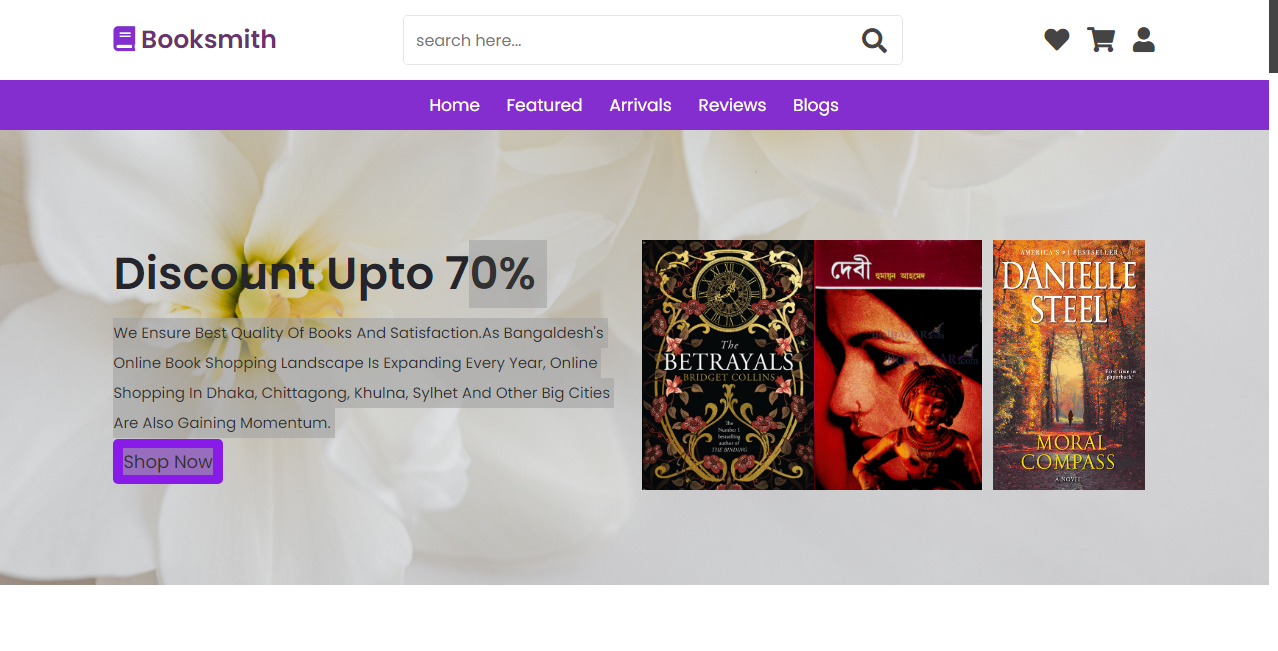 Booksmith
search here...
Home Featured Arrivals Reviews Blogs
Discount Upto 70%
We Ensure Best Quality Of Books And Satisfaction.As Bangaldesh's
Online Book Shopping Landscape Is Expanding Every Year, Online
Shopping In Dhaka, Chittagong, Khulna, Sylhet And Other Big Cities
Are Also Gaining Momentum.
Shop Now
The
BETRAYALS
BRIDGET COLLINS
The
Number 1
bestselling
author of
THE BINDING
দেবী হুমায়ূন আহমেদ
AMERICA'S #1 BESTSELLER
DANIELLE
STEEL
First time in
paperback!
MORAL
COMPASS
A NOVEL